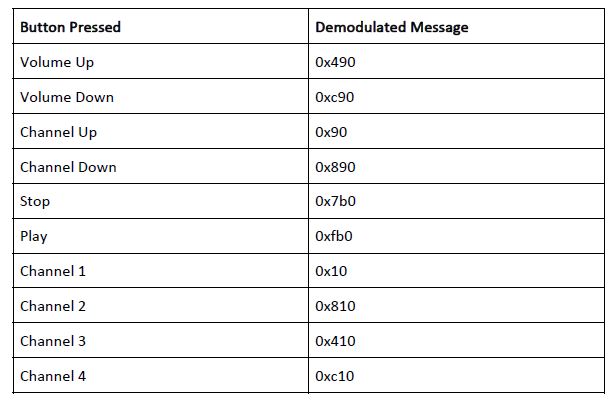 Button Pressed Demodulated Message
Volume Up 0x490
Volume Down 0xc90
Channel Up 0x90
Channel Down 0x890
Stop 0x7b0
Play 0xfb0
Channel 1 0x10
Channel 2 0x810
Channel 3 0x410
Channel 4 0xc10